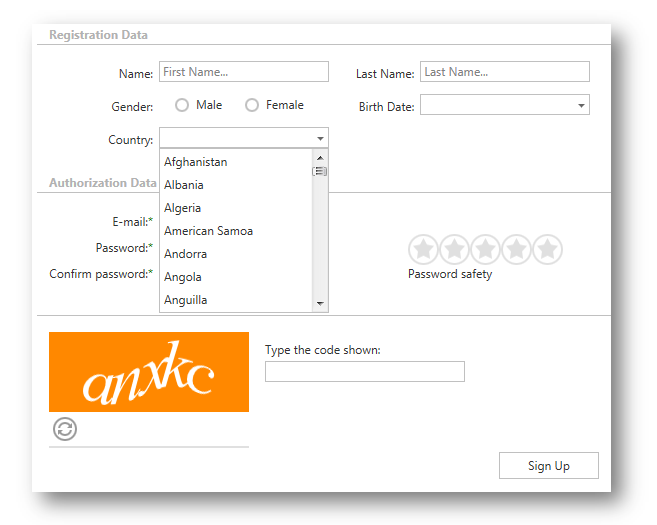 Registration Data
Name: First Name... Last Name: Last Name...
Gender: Male Female Birth Date:
Country:
Afghanistan
Albania
Authorization Data
Algeria
American Samoa
E-mail:*
Andorra
Password:*
Angola
Confirm password:* Password safety
Anguilla
anxkc
Type the code shown:
Sign Up